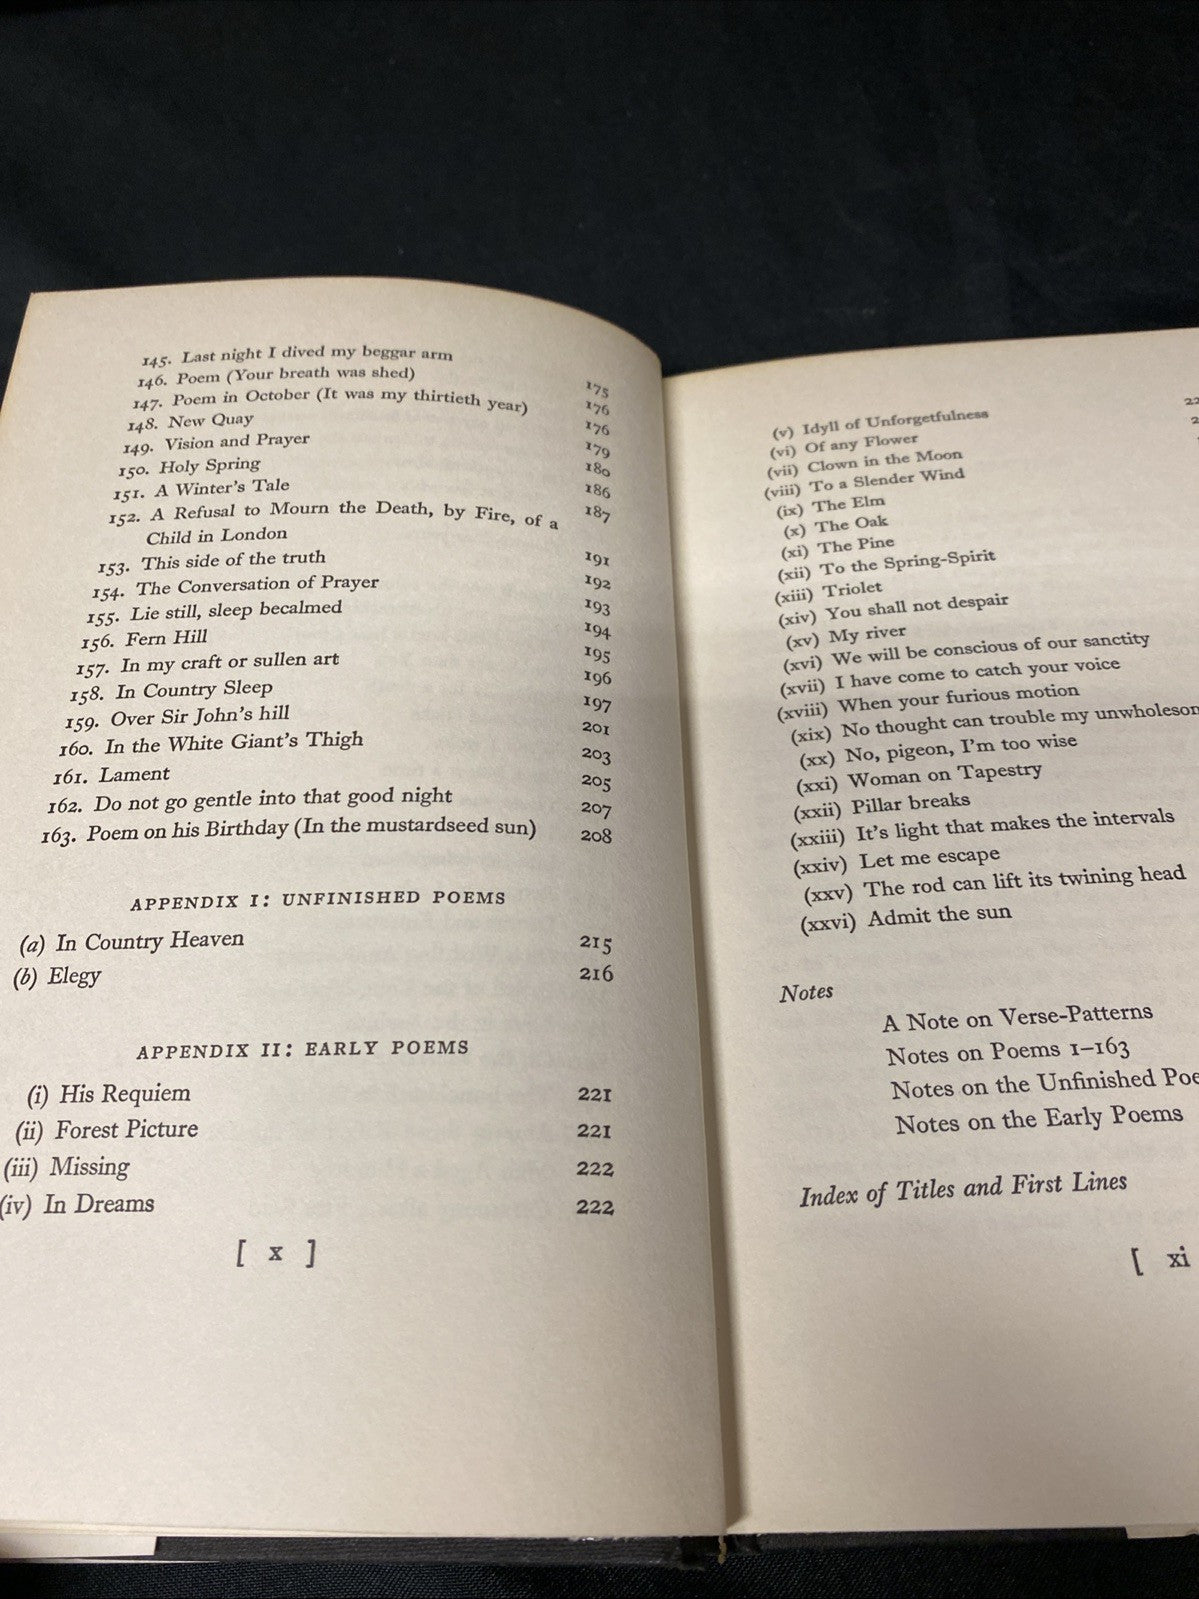 145. Last night I dived my beggar arm 175
146. Poem (Your breath was shed) 176
147. Poem in October (It was my thirtieth year) 176
148. New Quay 179
149. Vision and Prayer 180
150. Holy Spring 186
151. A Winter's Tale 187
152. A Refusal to Mourn the Death, by Fire, of a
Child in London 191
153. This side of the truth 192
154. The Conversation of Prayer 193
155. Lie still, sleep becalmed 194
156. Fern Hill 195
157. In my craft or sullen art 196
158. In Country Sleep 197
159. Over Sir John's hill 201
160. In the White Giant's Thigh 203
161. Lament 205
162. Do not go gentle into that good night 207
163. Poem on his Birthday (In the mustardseed sun) 208
APPENDIX I: UNFINISHED POEMS
(a) In Country Heaven 215
(b) Elegy 216
APPENDIX II: EARLY POEMS
(i) His Requiem 221
(ii) Forest Picture 221
(iii) Missing 222
(iv) In Dreams 222
[ x ]
(v) Idyll of Unforgetfulness
(vi) Of any Flower
(vii) Clown in the Moon
(viii) To a Slender Wind
(ix) The Elm
(x) The Oak
(xi) The Pine
(xii) To the Spring-Spirit
(xiii) Triolet
(xiv) You shall not despair
(xv) My river
(xvi) We will be conscious of our sanctity
(xvii) I have come to catch your voice
(xviii) When your furious motion
(xix) No thought can trouble my unwholesom
(xx) No, pigeon, I'm too wise
(xxi) Woman on Tapestry
(xxii) Pillar breaks
(xxiii) It's light that makes the intervals
(xxiv) Let me escape
(xxv) The rod can lift its twining head
(xxvi) Admit the sun
Notes
A Note on Verse-Patterns
Notes on Poems 1–163
Notes on the Unfinished Poe
Notes on the Early Poems
Index of Titles and First Lines
[ xi